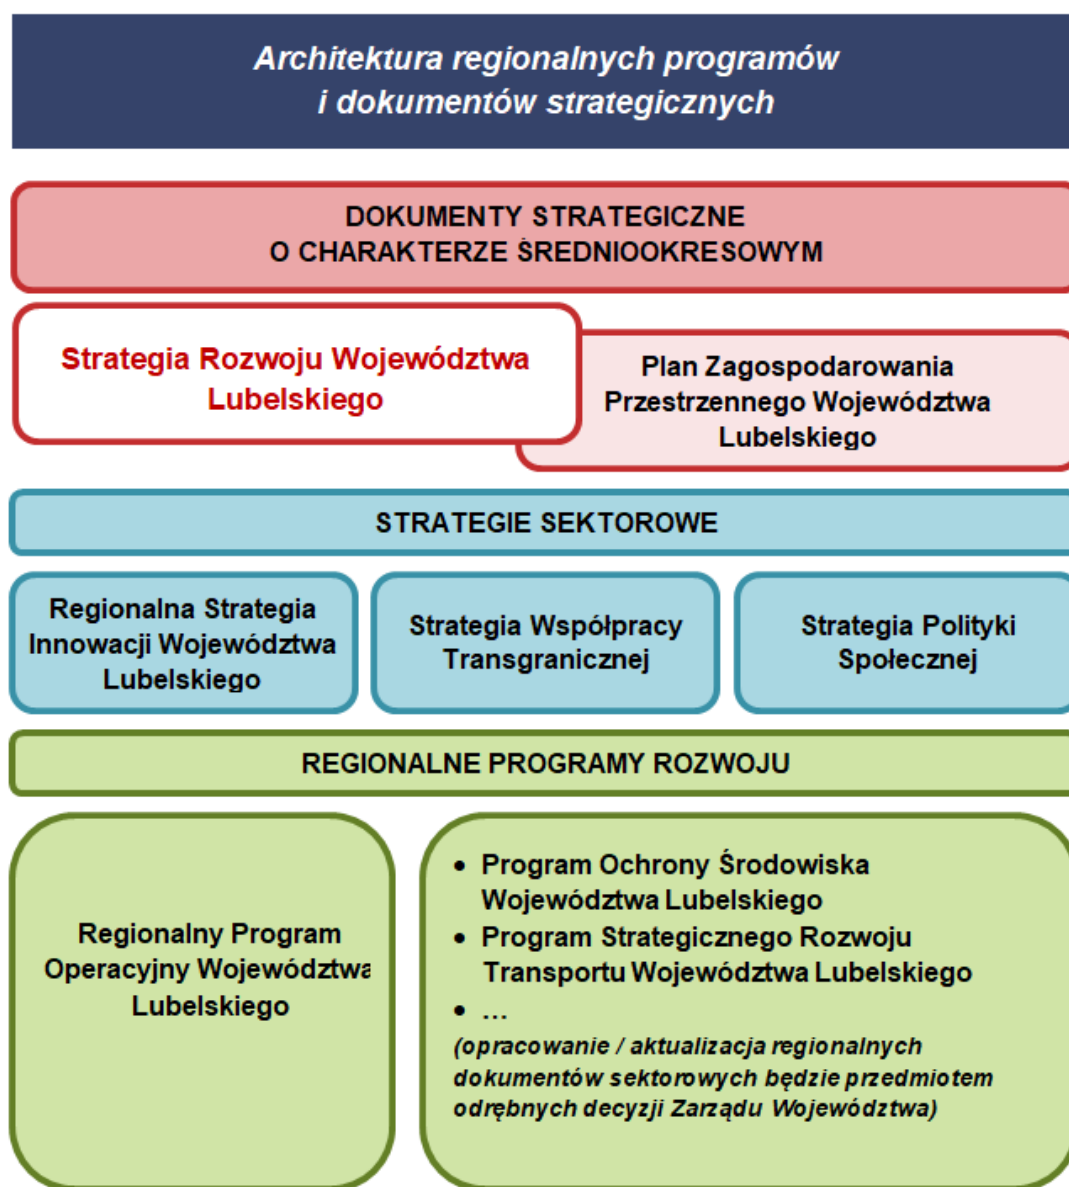 Architektura regionalnych programów
i dokumentów strategicznych
DOKUMENTY STRATEGICZNE
O CHARAKTERZE ŚREDNIOOKRESOWYM
Strategia Rozwoju Województwa
Lubelskiego
Plan Zagospodarowania
Przestrzennego Województwa
Lubelskiego
STRATEGIE SEKTOROWE
Regionalna Strategia
Innowacji Województwa
Lubelskiego
Strategia Współpracy
Transgranicznej
Strategia Polityki
Społecznej
REGIONALNE PROGRAMY ROZWOJU
Regionalny Program
Operacyjny Województwa
Lubelskiego
• Program Ochrony Środowiska
Województwa Lubelskiego
• Program Strategicznego Rozwoju
Transportu Województwa Lubelskiego
• ...
(opracowanie / aktualizacja regionalnych
dokumentów sektorowych będzie przedmiotem
odrębnych decyzji Zarządu Województwa)